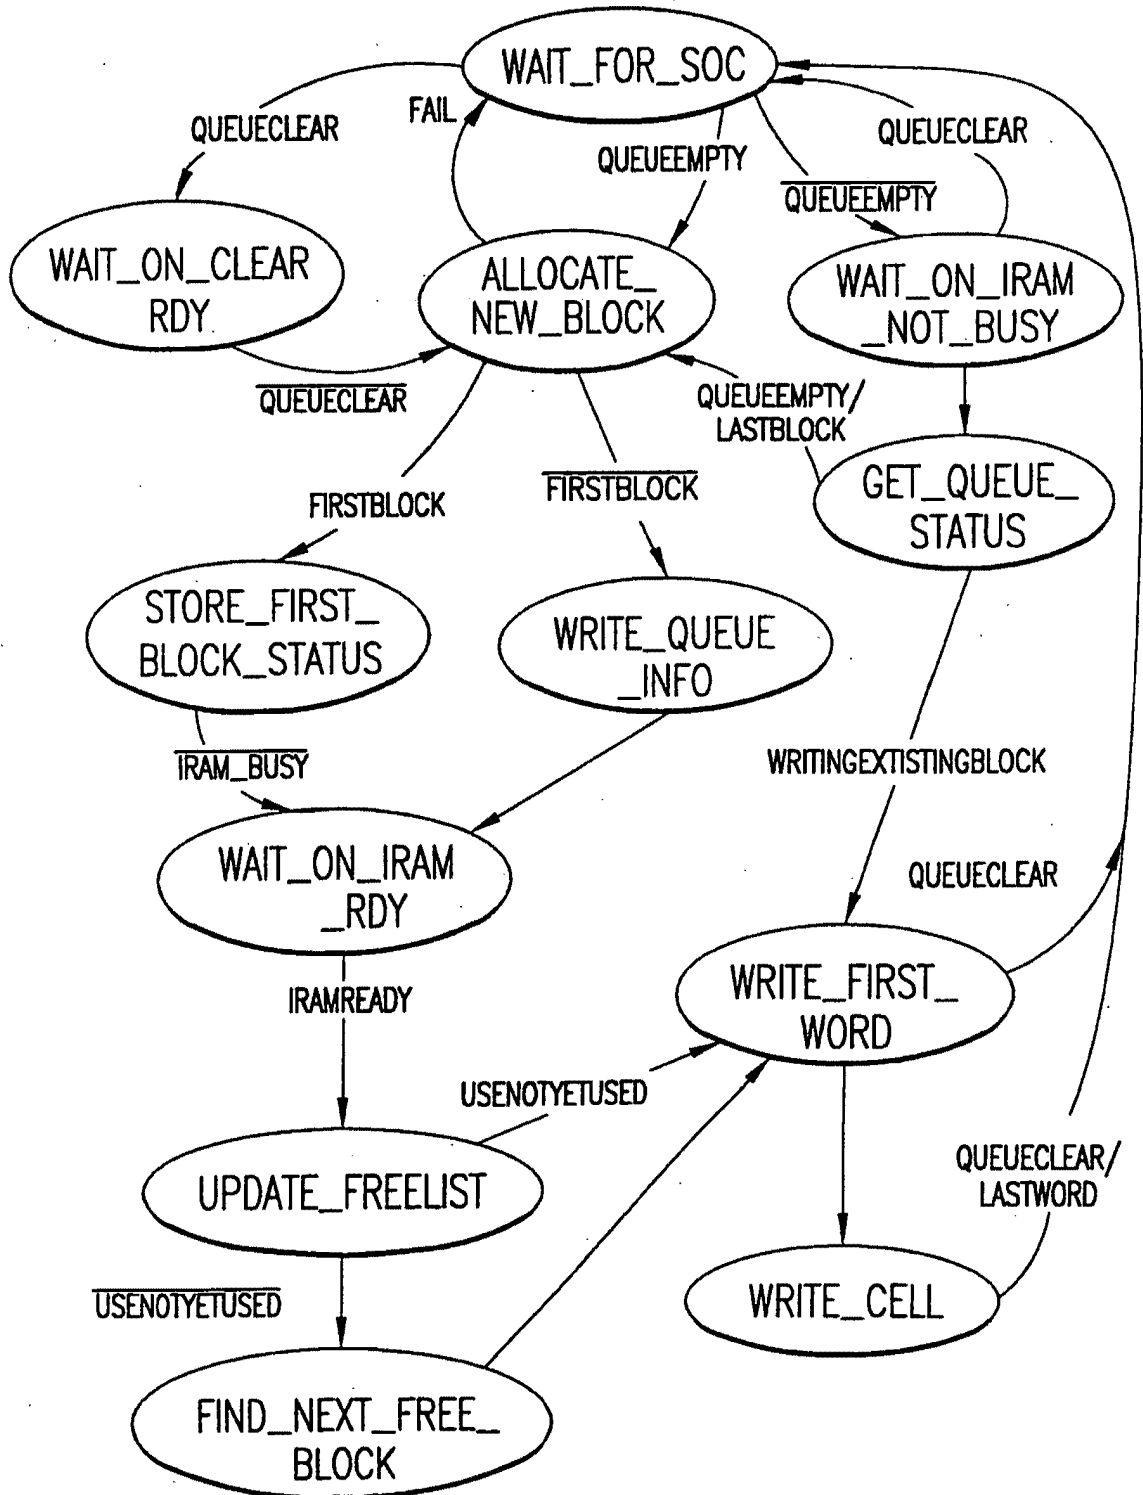 WAIT_FOR_SOC
FAIL
QUEUECLEAR
QUEUEEMPTY
QUEUECLEAR
QUEUEEMPTY
WAIT_ON_CLEAR
RDY
ALLOCATE_
NEW_BLOCK
WAIT_ON_IRAM
_NOT_BUSY
QUEUECLEAR
QUEUEEMPTY/
LASTBLOCK
GET_QUEUE_
STATUS
FIRSTBLOCK
FIRSTBLOCK
STORE_FIRST_
BLOCK_STATUS
WRITE_QUEUE
_INFO
IRAM_BUSY
WRITINGEXTISTINGBLOCK
WAIT_ON_IRAM
_RDY
QUEUECLEAR
IRAMREADY
WRITE_FIRST_
WORD
USENOTYETUSED
UPDATE_FREELIST
QUEUECLEAR/
LASTWORD
USENOTYETUSED
WRITE_CELL
FIND_NEXT_FREE_
BLOCK